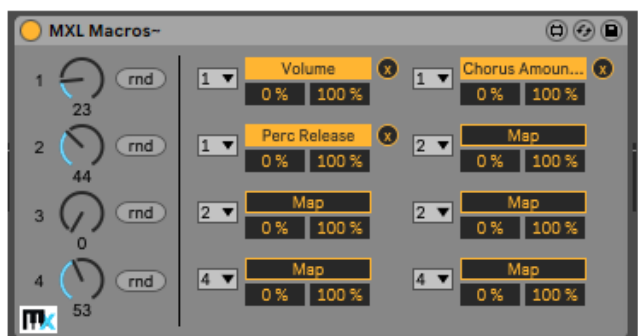 MXL Macros~
1 rnd 1 ▼ Volume x 1 ▼ Chorus Amoun... x
23 0 % 100 % 0 % 100 %
2 rnd 1 ▼ Perc Release x 2 ▼ Map
44 0 % 100 % 0 % 100 %
3 rnd 2 ▼ Map 2 ▼ Map
0 0 % 100 % 0 % 100 %
4 rnd 4 ▼ Map 4 ▼ Map
53 0 % 100 % 0 % 100 %
mx